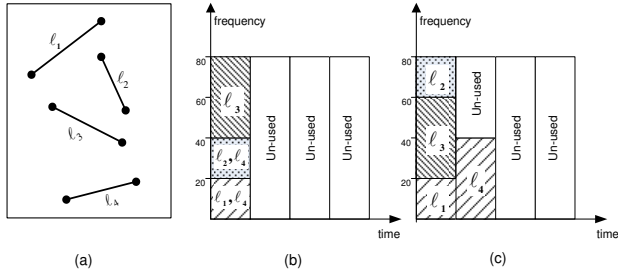 ℓ1
ℓ2
ℓ3
ℓ4
(a)
frequency
80
60
40
20
ℓ3
ℓ2, ℓ4
ℓ1, ℓ4
Un-used
Un-used
Un-used
time
(b)
frequency
80
60
40
20
ℓ2
ℓ3
ℓ1
Un-used
ℓ4
Un-used
Un-used
time
(c)